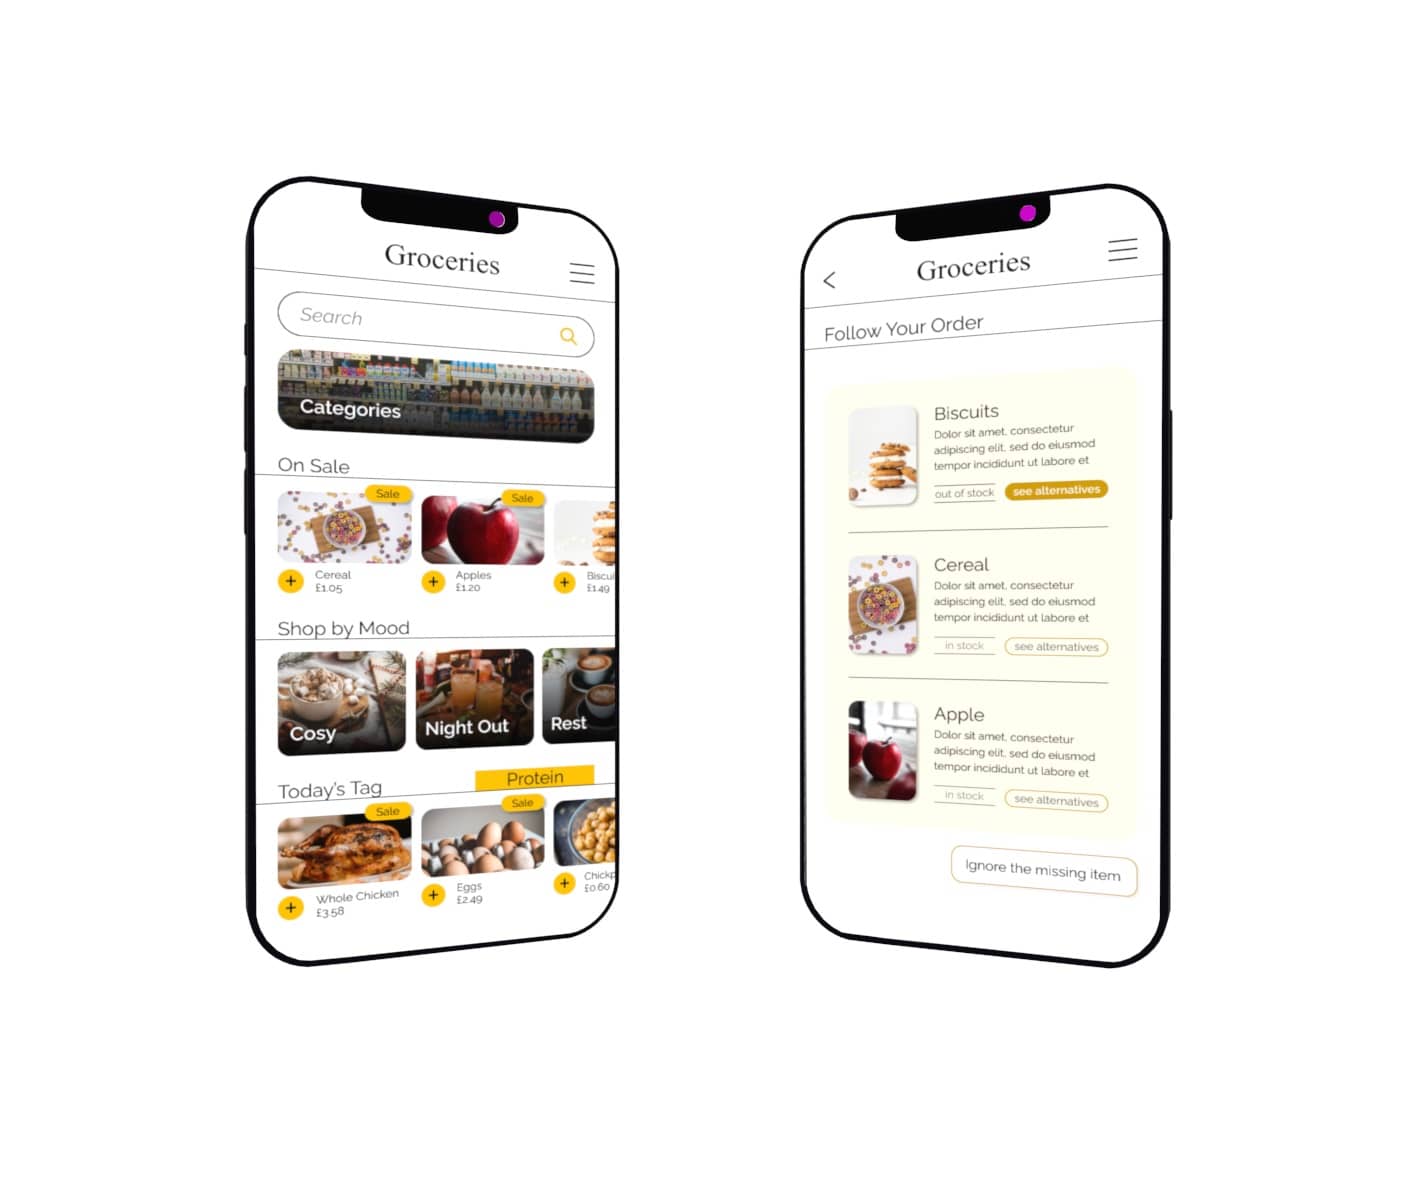 Groceries
Search
Categories
On Sale
Sale
Sale
Cereal
£1.05
Apples
£1.20
Biscui
£1.49
Shop by Mood
Cosy
Night Out
Rest
Today's Tag
Protein
Sale
Sale
Whole Chicken
£3.58
Eggs
£2.49
Chickp
£0.60
Groceries
Follow Your Order
Biscuits
Dolor sit amet, consectetur
adipiscing elit, sed do eiusmod
tempor incididunt ut labore et
out of stock
see alternatives
Cereal
Dolor sit amet, consectetur
adipiscing elit, sed do eiusmod
tempor incididunt ut labore et
in stock
see alternatives
Apple
Dolor sit amet, consectetur
adipiscing elit, sed do eiusmod
tempor incididunt ut labore et
in stock
see alternatives
Ignore the missing item